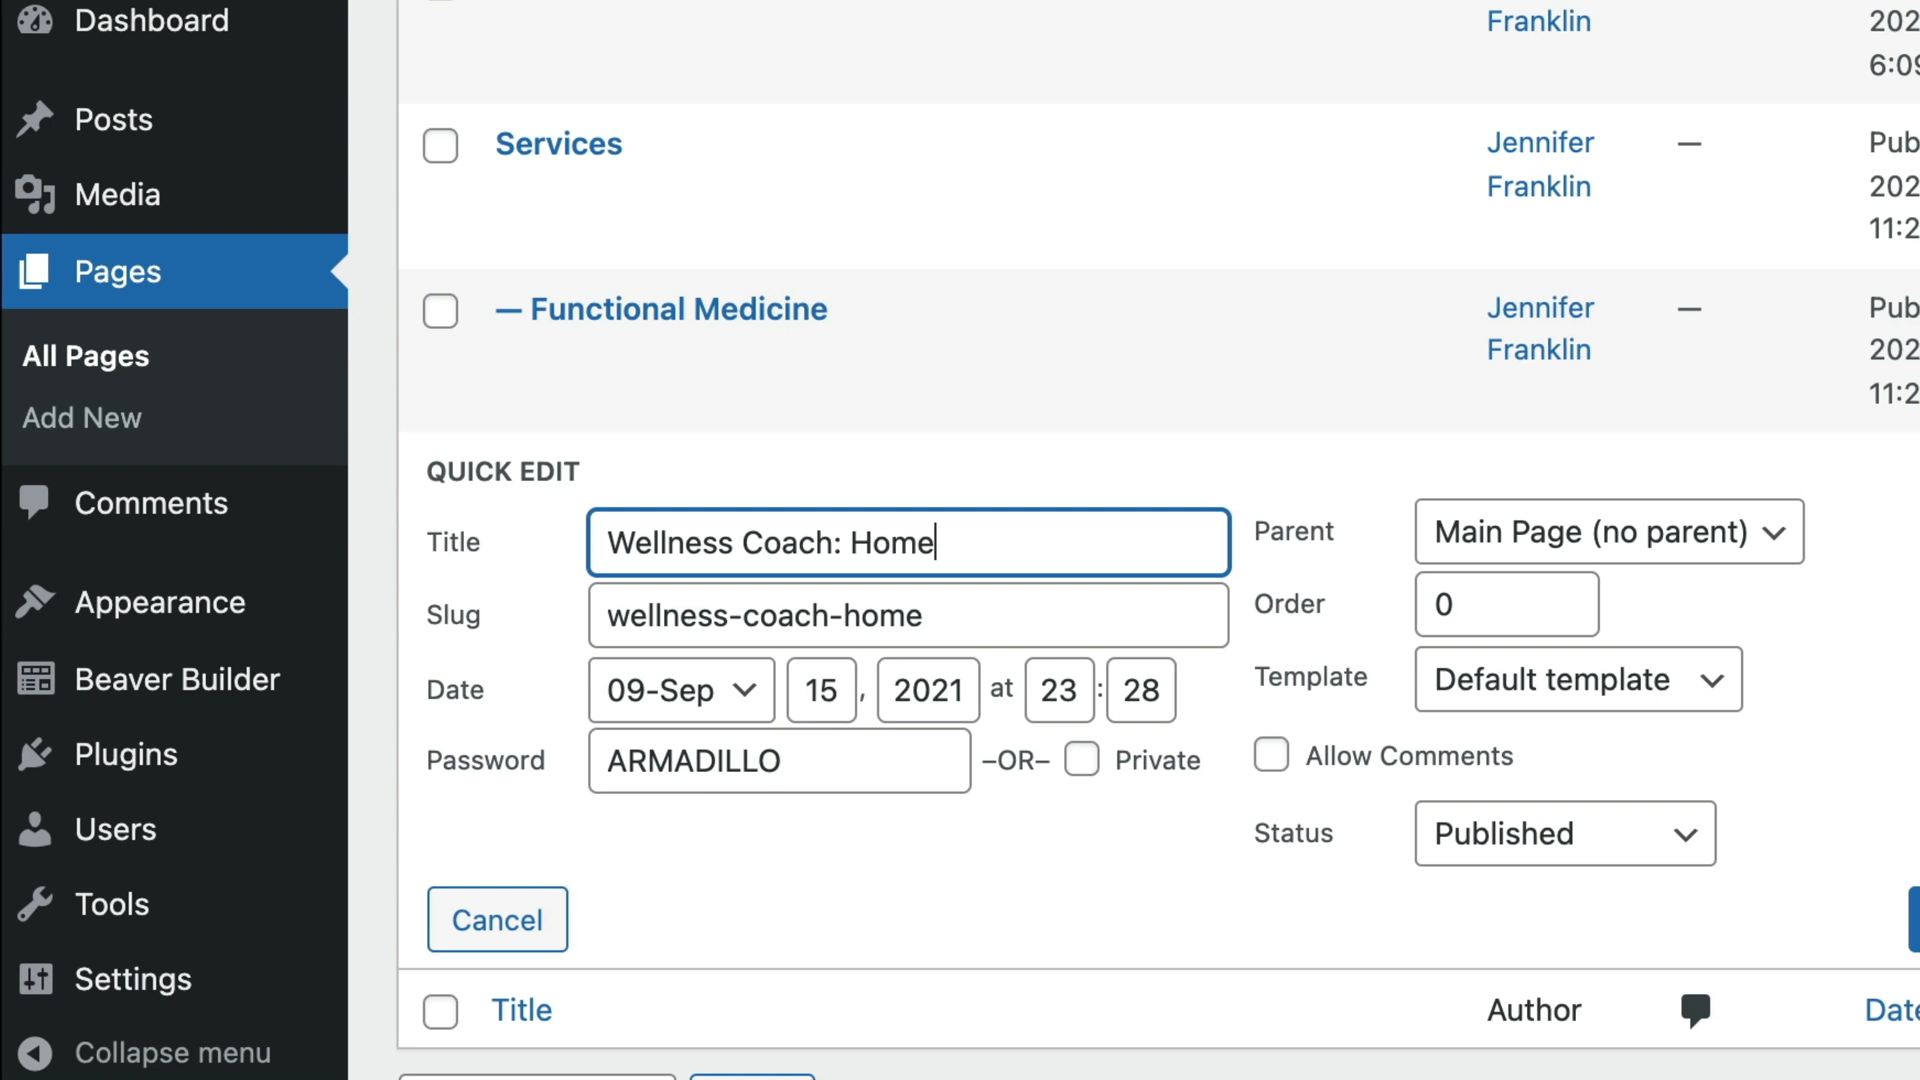 Dashboard
Posts
Media
Pages
All Pages
Add New
Comments
Appearance
Beaver Builder
Plugins
Users
Tools
Settings
Collapse menu
Franklin
202
6:09
Services
Jennifer
Franklin
—
Pub
202
11:2
— Functional Medicine
Jennifer
Franklin
—
Pub
202
11:2
QUICK EDIT
Title Wellness Coach: Home
Slug wellness-coach-home
Date 09-Sep 15 , 2021 at 23 : 28
Password ARMADILLO –OR– Private
Parent Main Page (no parent)
Order 0
Template Default template
Allow Comments
Status Published
Cancel
Title Author Date